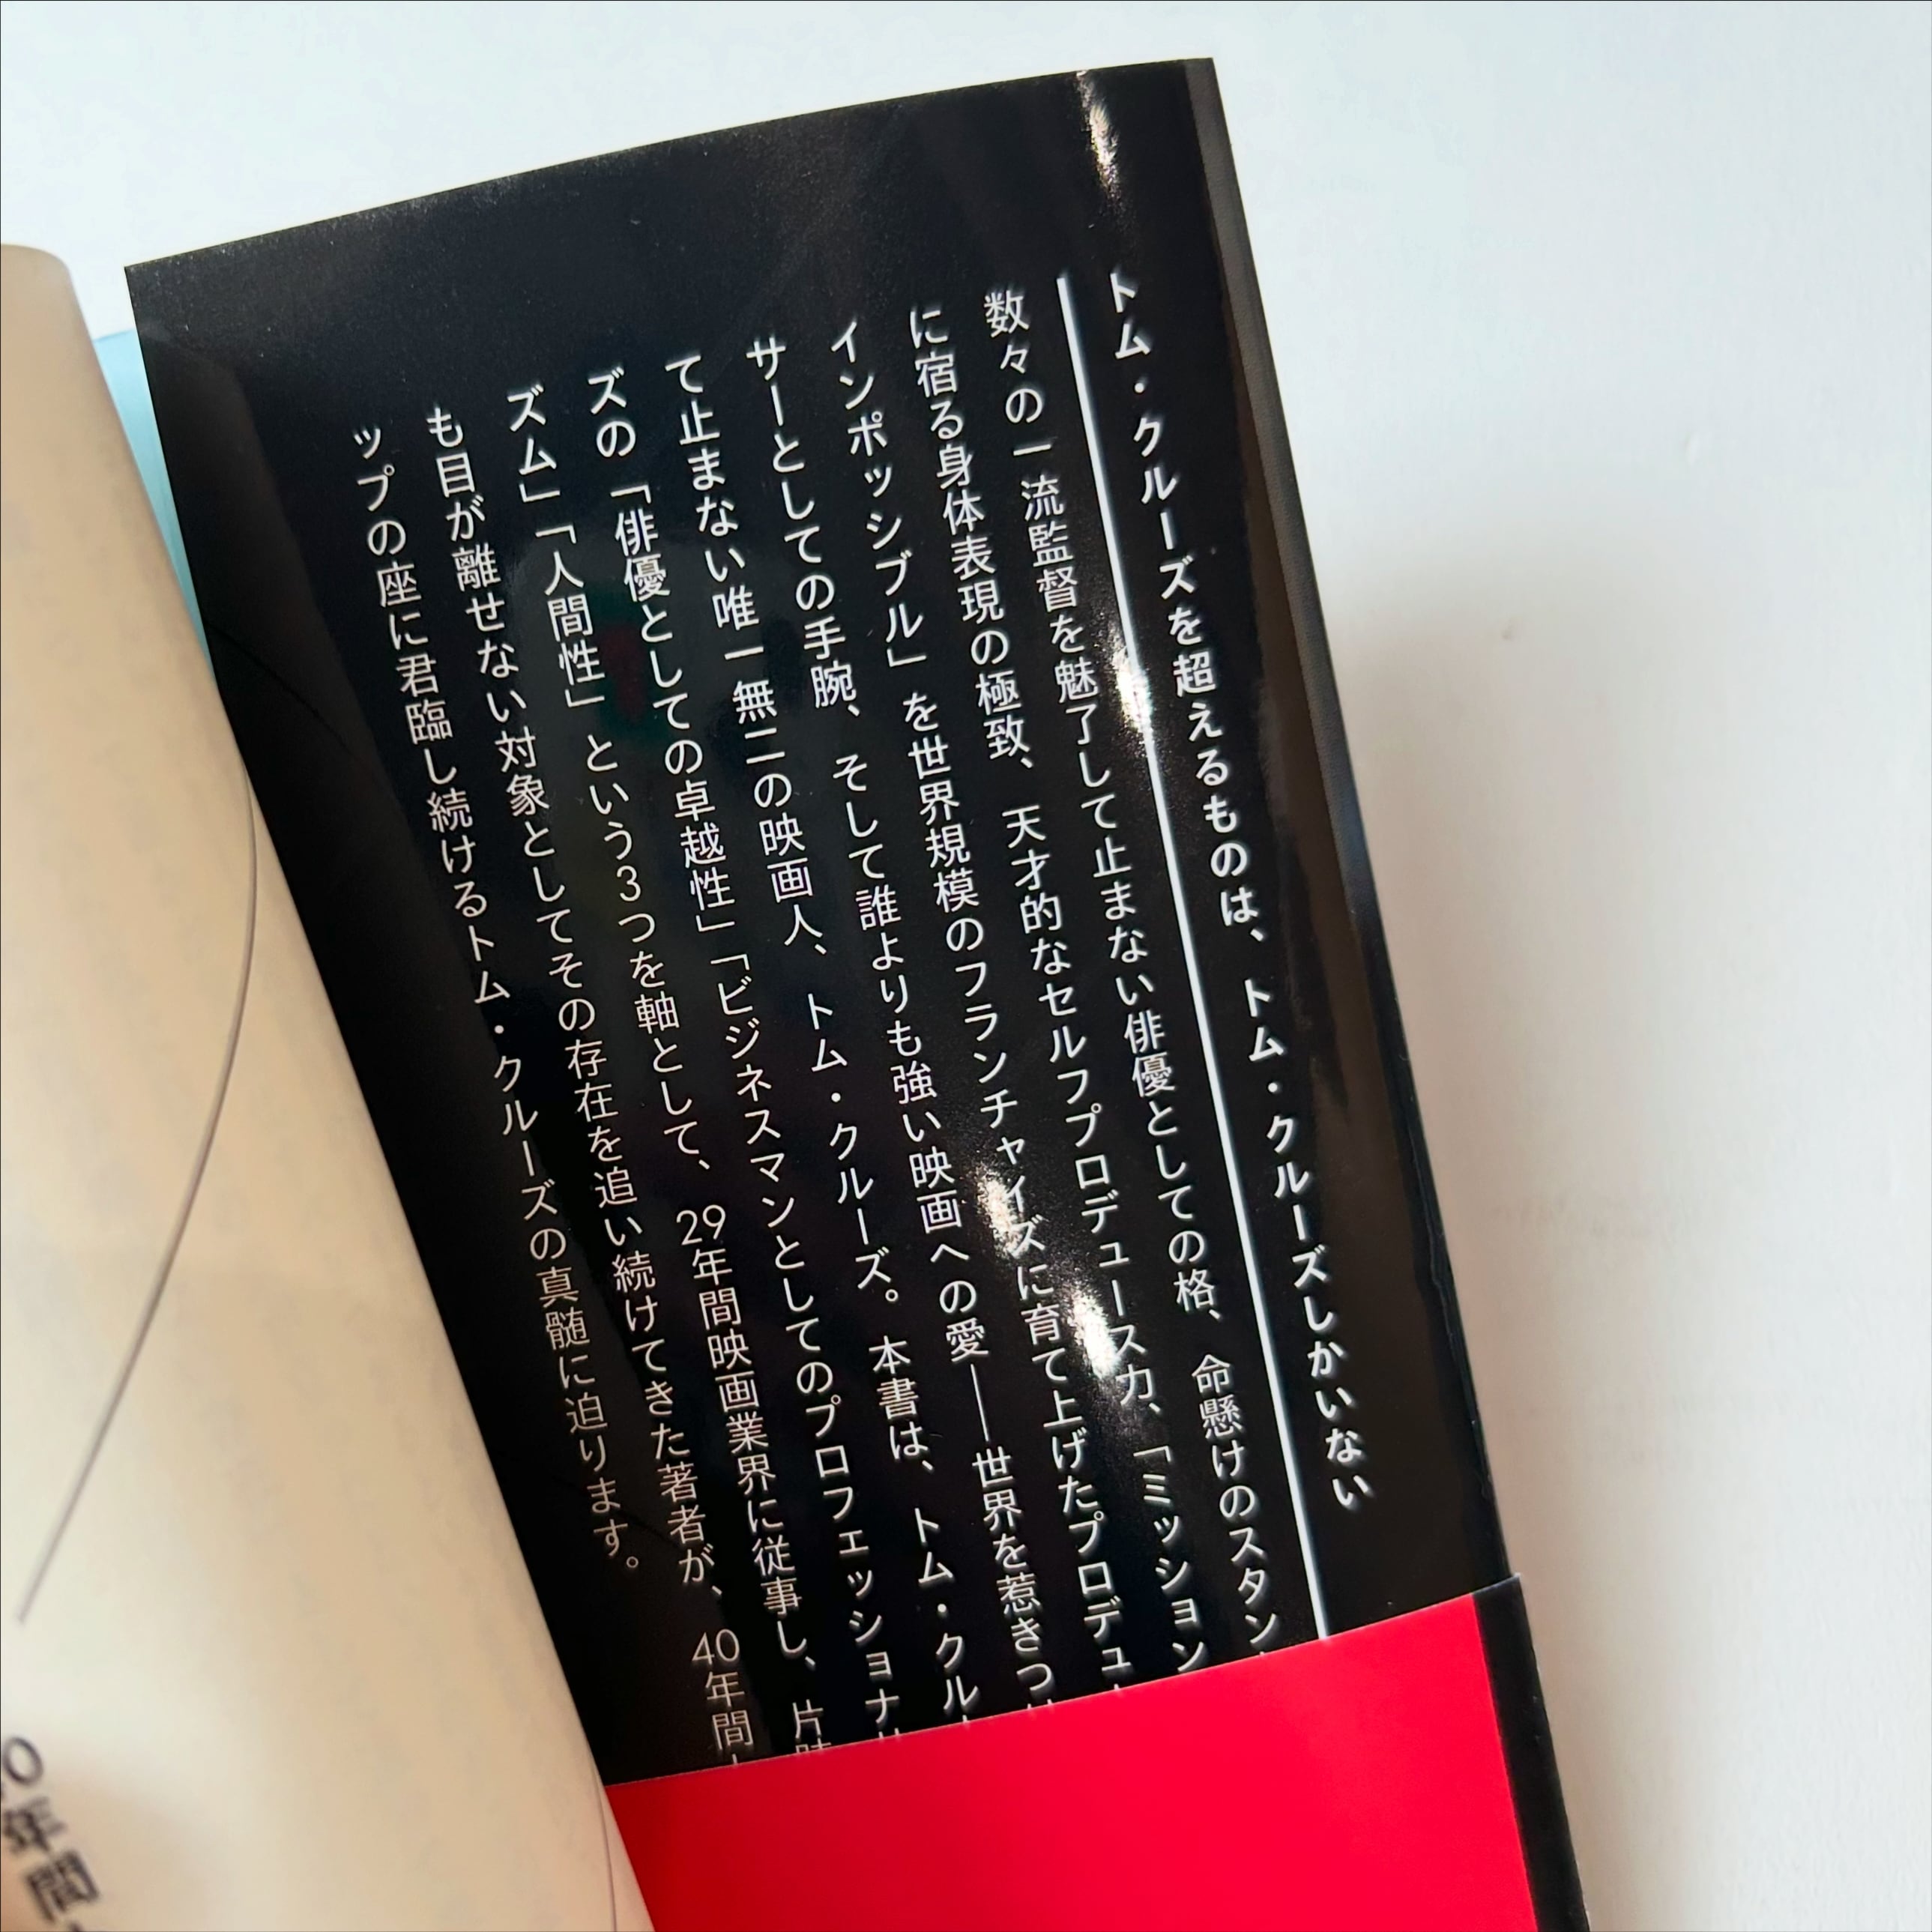 トム・クルーズを超えるものは、トム・クルーズしかいない
数々の一流監督を魅了して止まない俳優としての格、命懸けのスタン
に宿る身体表現の極致、天才的なセルフプロデュース力、「ミッション
インポッシブル」を世界規模のフランチャイズに育て上げたプロデュ
サーとしての手腕、そして誰よりも強い映画への愛――世界を惹きつ
て止まない唯一無二の映画人、トム・クルーズ。本書は、トム・クル
ズの「俳優としての卓越性」「ビジネスマンとしてのプロフェッショナ
ズム」「人間性」という3つを軸として、29年間映画業界に従事し、片
も目が離せない対象としてその存在を追い続けてきた著者が、40年間
ップの座に君臨し続けるトム・クルーズの真髄に迫ります。
0年間